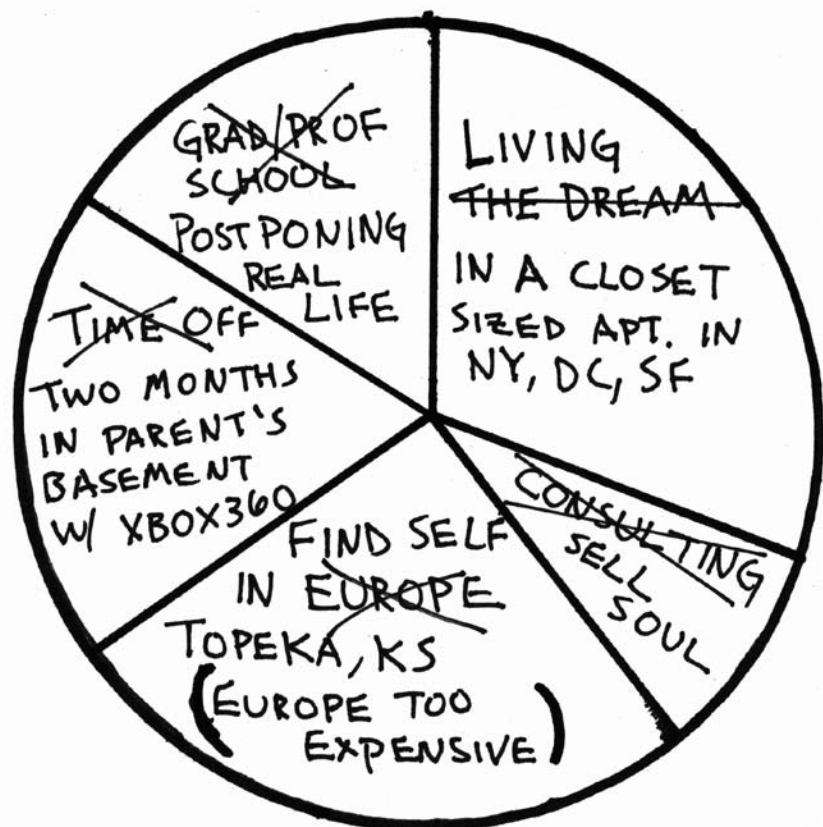 GRAD/PROF
SCHOOL
POSTPONING
REAL
LIFE
LIVING
THE DREAM
IN A CLOSET
SIZED APT. IN
NY, DC, SF
CONSULTING
SELL
SOUL
FIND SELF
IN EUROPE
TOPEKA, KS
(EUROPE TOO
EXPENSIVE)
TIME OFF
TWO MONTHS
IN PARENT'S
BASEMENT
W/ XBOX360